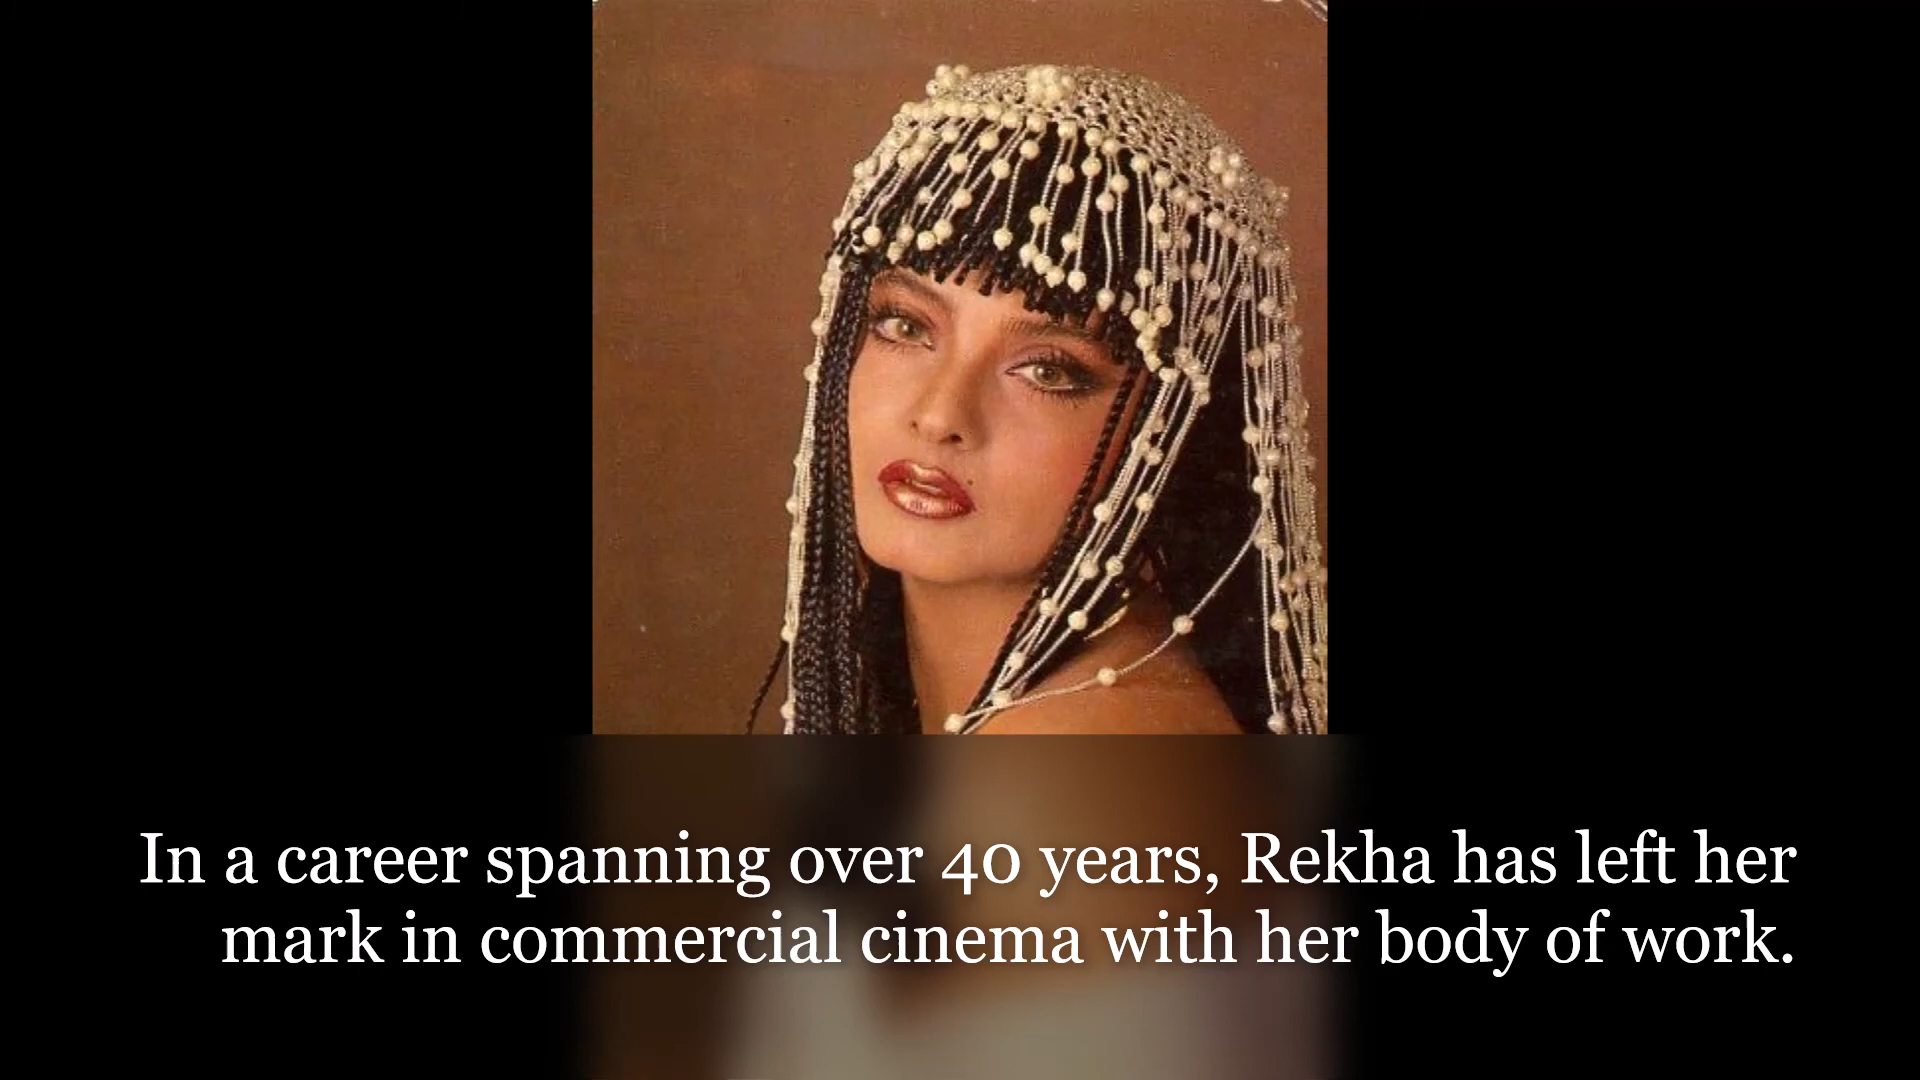 In a career spanning over 40 years, Rekha has left her
mark in commercial cinema with her body of work.